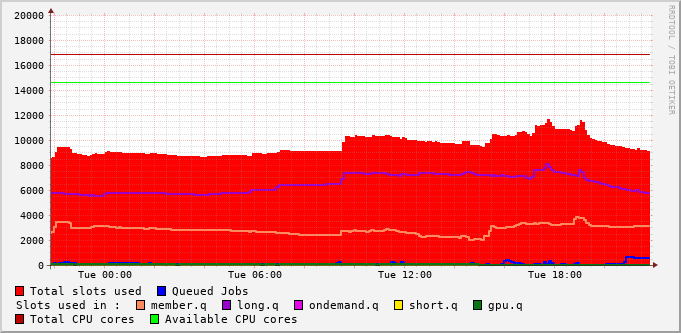 20000
18000
16000
14000
12000
10000
8000
6000
4000
2000
0
Tue 00:00 Tue 06:00 Tue 12:00 Tue 18:00
Total slots used Queued Jobs
Slots used in : member.q long.q ondemand.q short.q gpu.q
Total CPU cores Available CPU cores
RRDTOOL / TOBI OETIKER